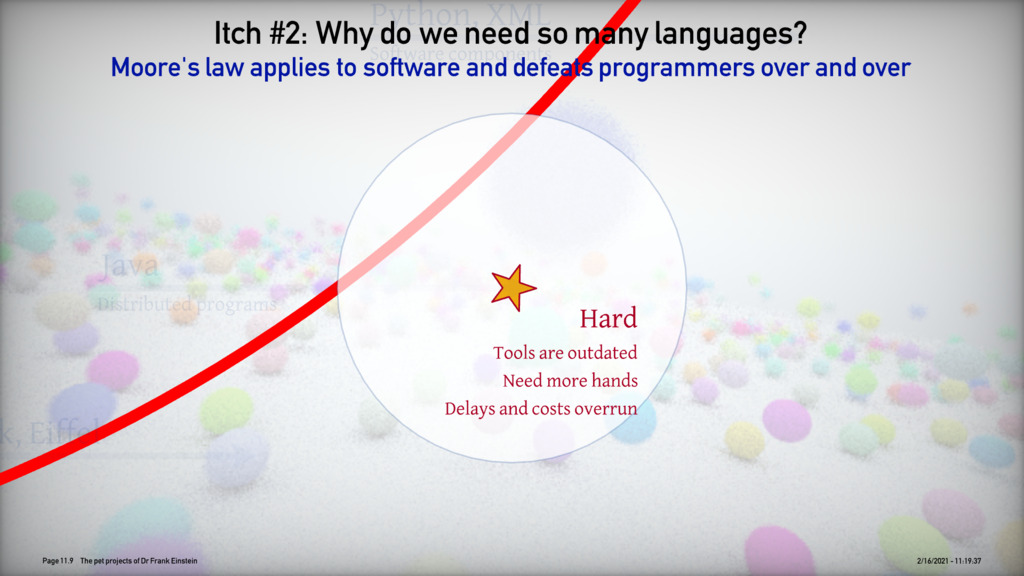 Python, XML
Itch #2: Why do we need so many languages?
Software components
Moore's law applies to software and defeats programmers over and over
Java
Distributed programs
Hard
Tools are outdated
Need more hands
Delays and costs overrun
k, Eiffel
Page 11.9 The pet projects of Dr Frank Einstein
2/16/2021 - 11:19:37